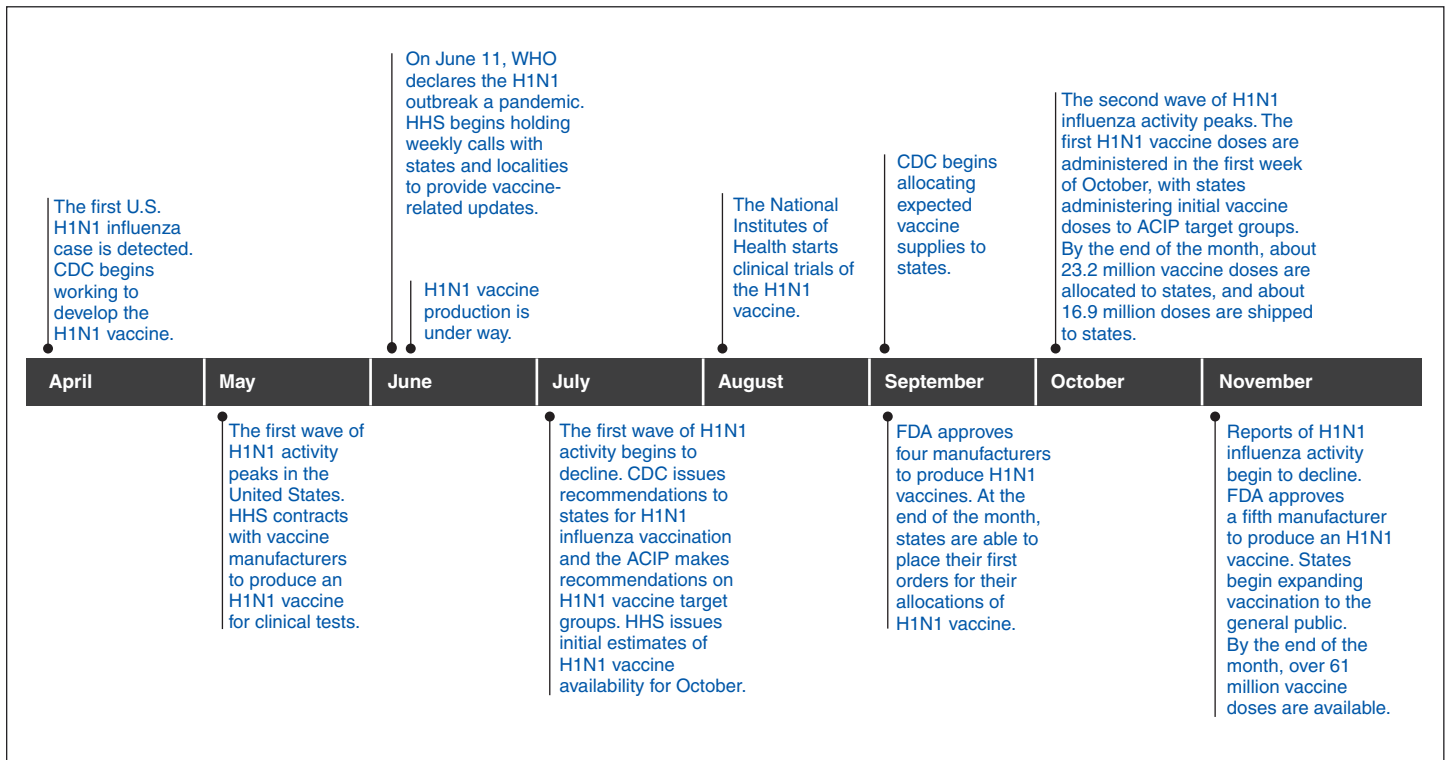 The first U.S.
H1N1 influenza
case is detected.
CDC begins
working to
develop the
H1N1 vaccine.
On June 11, WHO
declares the H1N1
outbreak a pandemic.
HHS begins holding
weekly calls with
states and localities
to provide vaccine-
related updates.
H1N1 vaccine
production is
under way.
The National
Institutes of
Health starts
clinical trials of
the H1N1
vaccine.
CDC begins
allocating
expected
vaccine
supplies to
states.
The second wave of H1N1
influenza activity peaks. The
first H1N1 vaccine doses are
administered in the first week
of October, with states
administering initial vaccine
doses to ACIP target groups.
By the end of the month, about
23.2 million vaccine doses are
allocated to states, and about
16.9 million doses are shipped
to states.
April
May
June
July
August
September
October
November
The first wave of
H1N1 activity
peaks in the
United States.
HHS contracts
with vaccine
manufacturers
to produce an
H1N1 vaccine
for clinical tests.
The first wave of H1N1
activity begins to
decline. CDC issues
recommendations to
states for H1N1
influenza vaccination
and the ACIP makes
recommendations on
H1N1 vaccine target
groups. HHS issues
initial estimates of
H1N1 vaccine
availability for October.
FDA approves
four manufacturers
to produce H1N1
vaccines. At the
end of the month,
states are able to
place their first
orders for their
allocations of
H1N1 vaccine.
Reports of H1N1
influenza activity
begin to decline.
FDA approves
a fifth manufacturer
to produce an H1N1
vaccine. States
begin expanding
vaccination to the
general public.
By the end of the
month, over 61
million vaccine
doses are available.